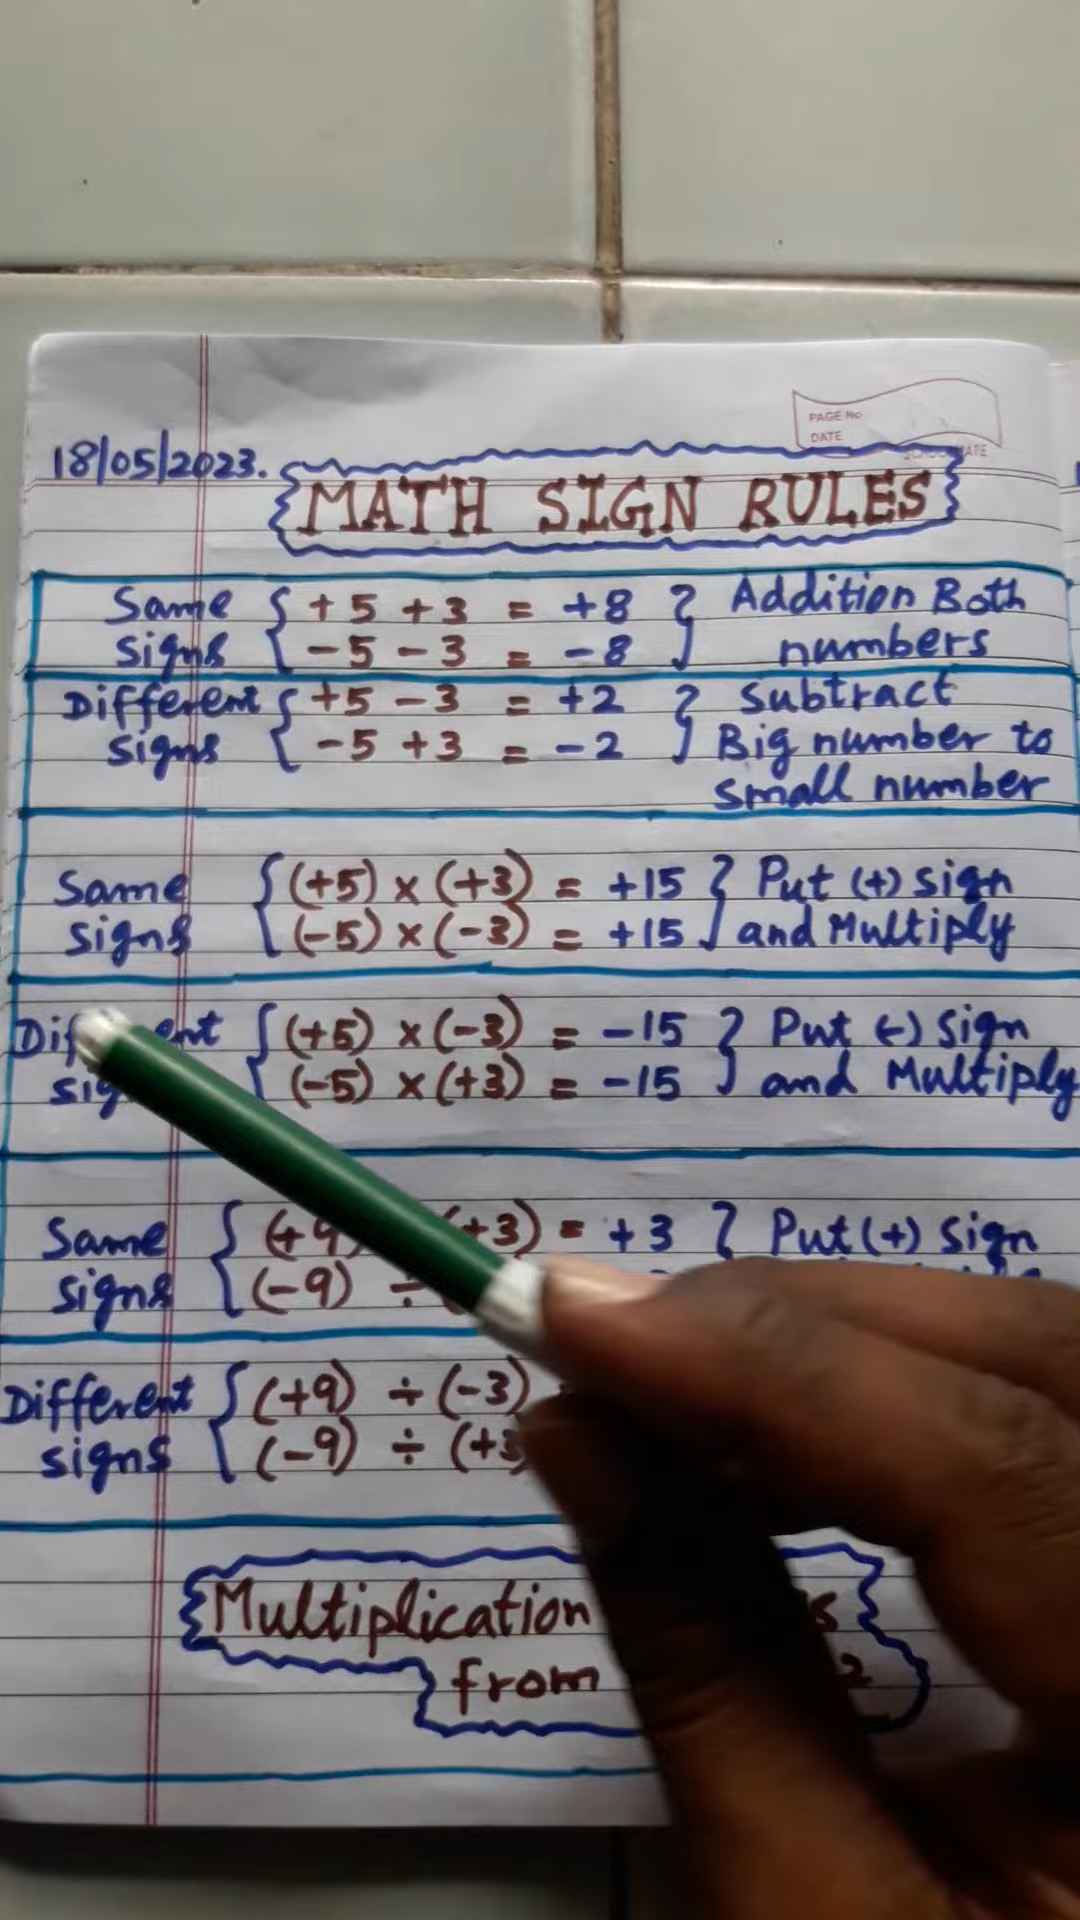 PAGE No
DATE
18/05/2023.
MATH SIGN RULES
Same { +5 +3 = +8 } Addition Both
signs { -5 -3 = -8 } numbers
Different { +5 -3 = +2 } Subtract
signs { -5 +3 = -2 } Big number to
small number
Same { (+5) × (+3) = +15 } Put (+) sign
signs { (-5) × (-3) = +15 } and Multiply
{ (+5) × (-3) = -15 } Put (-) Sign
{ (-5) × (+3) = -15 } and Multiply
Same { (+9) (+3) = +3 } Put (+) Sign
signs { (-9) ÷
Different { (+9) ÷ (-3)
signs { (-9) ÷ (+3
Multiplication
from